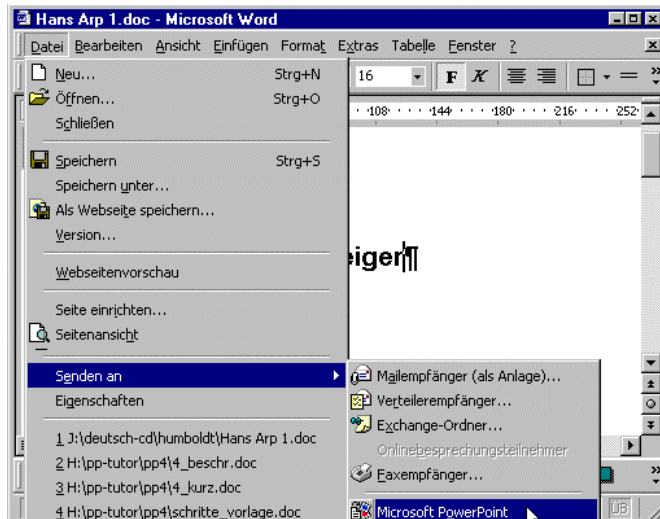 Hans Arp 1.doc - Microsoft Word
Datei Bearbeiten Ansicht Einfügen Format Extras Tabelle Fenster ?
Neu... Strg+N
16 F K
Öffnen... Strg+O
Schließen
108 144 180 216 252
Speichern Strg+S
Speichern unter...
Als Webseite speichern...
Version...
eiger¶
Webseitenvorschau
Seite einrichten...
Seitenansicht
Senden an
Eigenschaften
1 J:\deutsch-cd\humboldt\Hans Arp 1.doc
2 H:\pp-tutor\pp4\4_beschr.doc
3 H:\pp-tutor\pp4\4_kurz.doc
4 H:\pp-tutor\pp4\schritte_vorlage.doc
Mailempfänger (als Anlage)...
Verteilerempfänger...
Exchange-Ordner...
Onlinebesprechungsteilnehmer
Faxempfänger...
Microsoft PowerPoint
ÜB